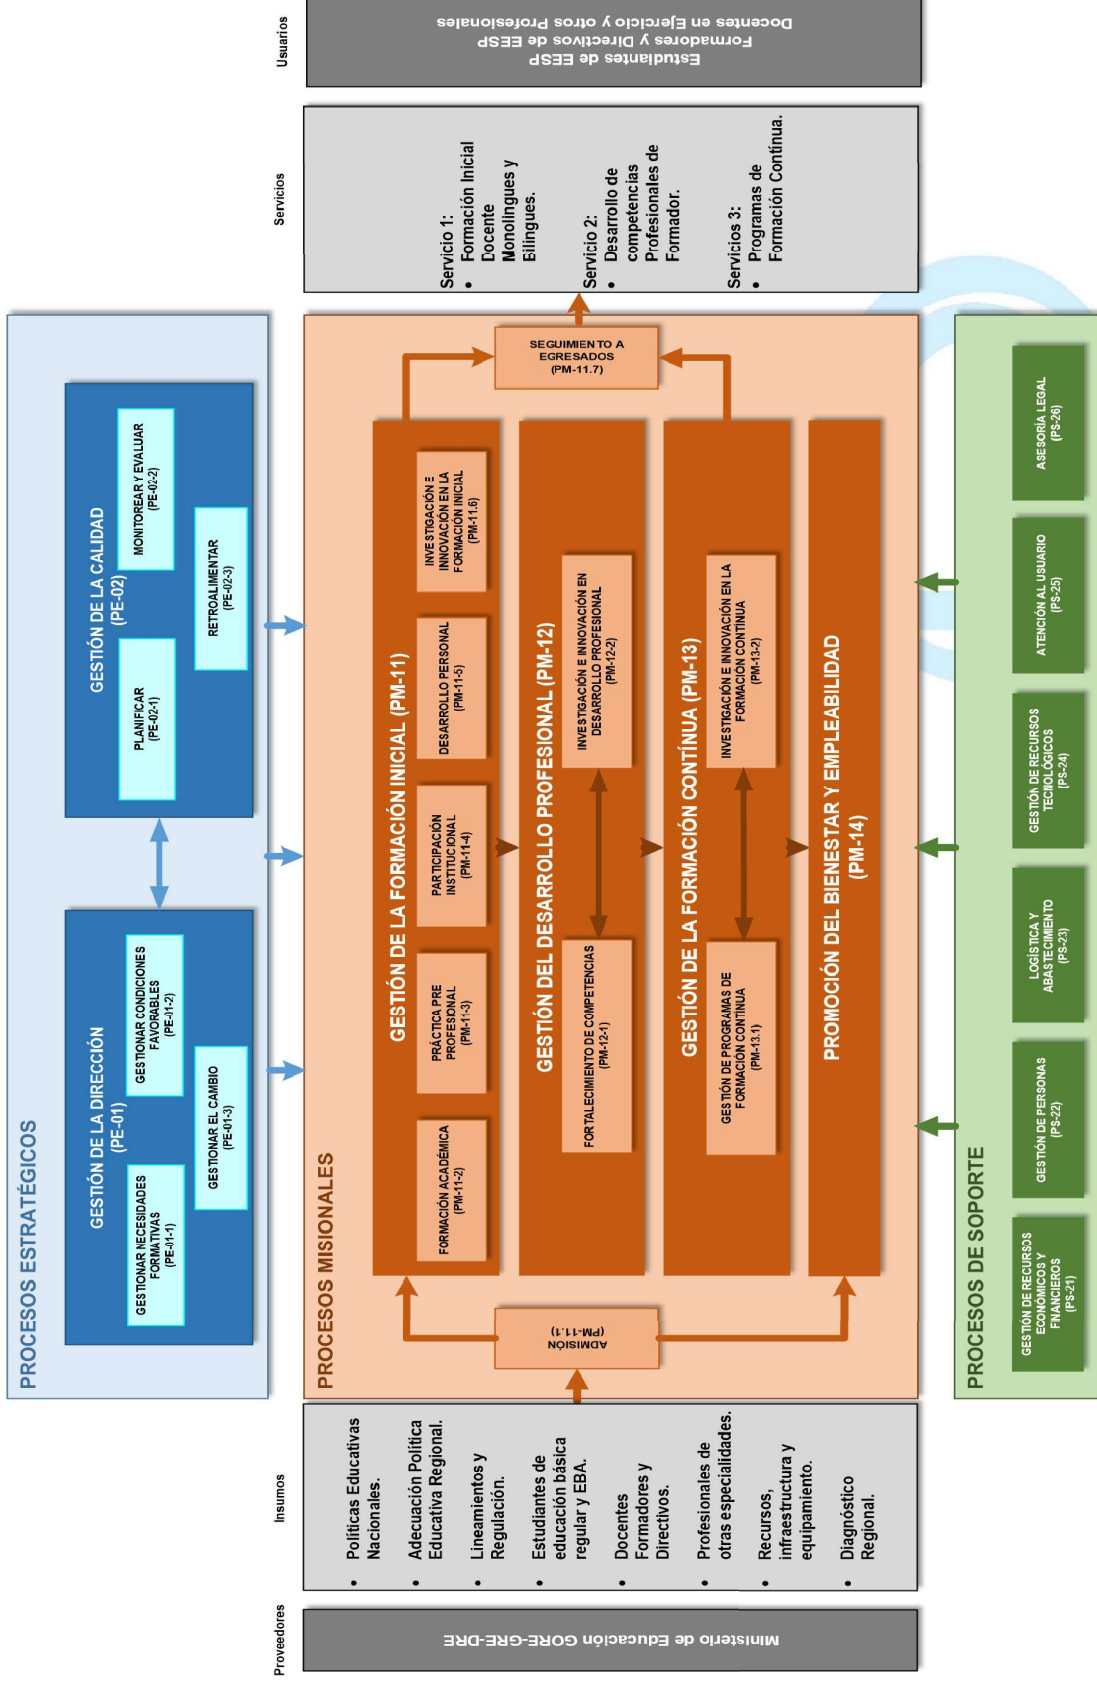 PROCESOS ESTRATÉGICOS
GESTIÓN DE LA DIRECCIÓN
(PE-01)
GESTIONAR NECESIDADES
FORMATIVAS
(PE-01-1)
GESTIONAR CONDICIONES
FAVORABLES
(PE-01-2)
GESTIONAR EL CAMBIO
(PE-01-3)
GESTIÓN DE LA CALIDAD
(PE-02)
PLANIFICAR
(PE-02-1)
MONITOREAR Y EVALUAR
(PE-02-2)
RETROALIMENTAR
(PE-02-3)
Proveedores
Ministerio de Educación GORE-GRE-DRE
Insumos
• Políticas Educativas
Nacionales.
• Adecuación Política
Educativa Regional.
• Lineamientos y
Regulación.
• Estudiantes de
educación básica
regular y EBA.
• Docentes
Formadores y
Directivos.
• Profesionales de
otras especialidades.
• Recursos,
infraestructura y
equipamiento.
• Diagnóstico
Regional.
PROCESOS MISIONALES
ADMISIÓN
(PM-11.1)
GESTIÓN DE LA FORMACIÓN INICIAL (PM-11)
FORMACIÓN ACADÉMICA
(PM-11-2)
PRÁCTICA PRE
PROFESIONAL
(PM-11-3)
PARTICIPACIÓN
INSTITUCIONAL
(PM-11-4)
DESARROLLO PERSONAL
(PM-11-5)
INVESTIGACIÓN E
INNOVACIÓN EN LA
FORMACIÓN INICIAL
(PM-11.6)
GESTIÓN DEL DESARROLLO PROFESIONAL (PM-12)
FORTALECIMIENTO DE COMPETENCIAS
(PM-12-1)
INVESTIGACIÓN E INNOVACIÓN EN
DESARROLLO PROFESIONAL
(PM-12-2)
GESTIÓN DE LA FORMACIÓN CONTÍNUA (PM-13)
GESTIÓN DE PROGRAMAS DE
FORMACIÓN CONTÍNUA
(PM-13.1)
INVESTIGACIÓN E INNOVACIÓN EN LA
FORMACIÓN CONTÍNUA
(PM-13-2)
PROMOCIÓN DEL BIENESTAR Y EMPLEABILIDAD
(PM-14)
SEGUIMIENTO A
EGRESADOS
(PM-11.7)
Servicios
Servicio 1:
• Formación Inicial
Docente
Monolingues y
Bilingues.
Servicio 2:
• Desarrollo de
competencias
Profesionales de
Formador.
Servicios 3:
• Programas de
Formación Contínua.
Usuarios
Estudiantes de EESP
Formadores y Directivos de EESP
Docentes en Ejercicio y otros Profesionales
PROCESOS DE SOPORTE
GESTIÓN DE RECURSOS
ECONÓMICOS Y
FNANCIEROS
(PS-21)
GESTIÓN DE PERSONAS
(PS-22)
LOGÍSTICA Y
ABASTECIMIENTO
(PS-23)
GESTIÓN DE RECURSOS
TECNOLÓGICOS
(PS-24)
ATENCIÓN AL USUARIO
(PS-25)
ASESORÍA LEGAL
(PS-26)